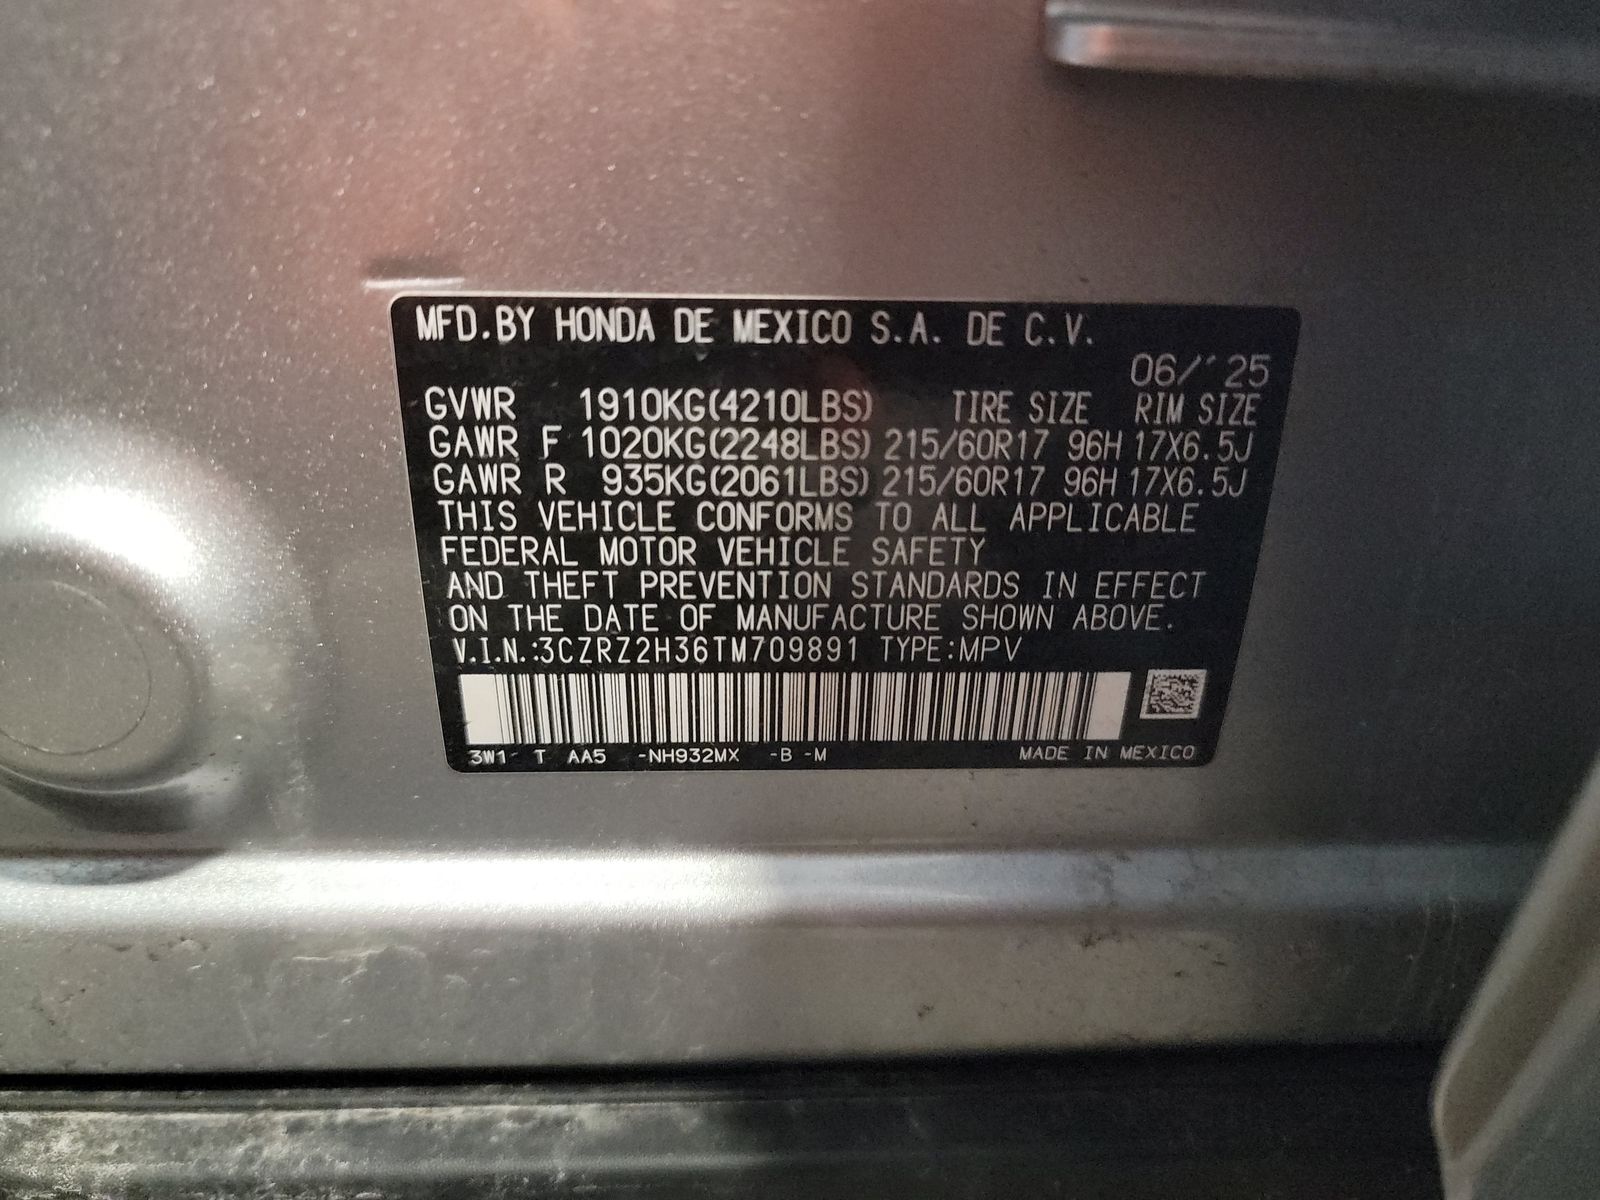 MFD.BY HONDA DE MEXICO S.A. DE C.V.
06/'25
GVWR 1910KG(4210LBS) TIRE SIZE RIM SIZE
GAWR F 1020KG(2248LBS) 215/60R17 96H 17X6.5J
GAWR R 935KG(2061LBS) 215/60R17 96H 17X6.5J
THIS VEHICLE CONFORMS TO ALL APPLICABLE
FEDERAL MOTOR VEHICLE SAFETY
AND THEFT PREVENTION STANDARDS IN EFFECT
ON THE DATE OF MANUFACTURE SHOWN ABOVE.
V.I.N.:3CZRZ2H36TM709891 TYPE:MPV
3W1 T AA5 -NH932MX -B -M MADE IN MEXICO